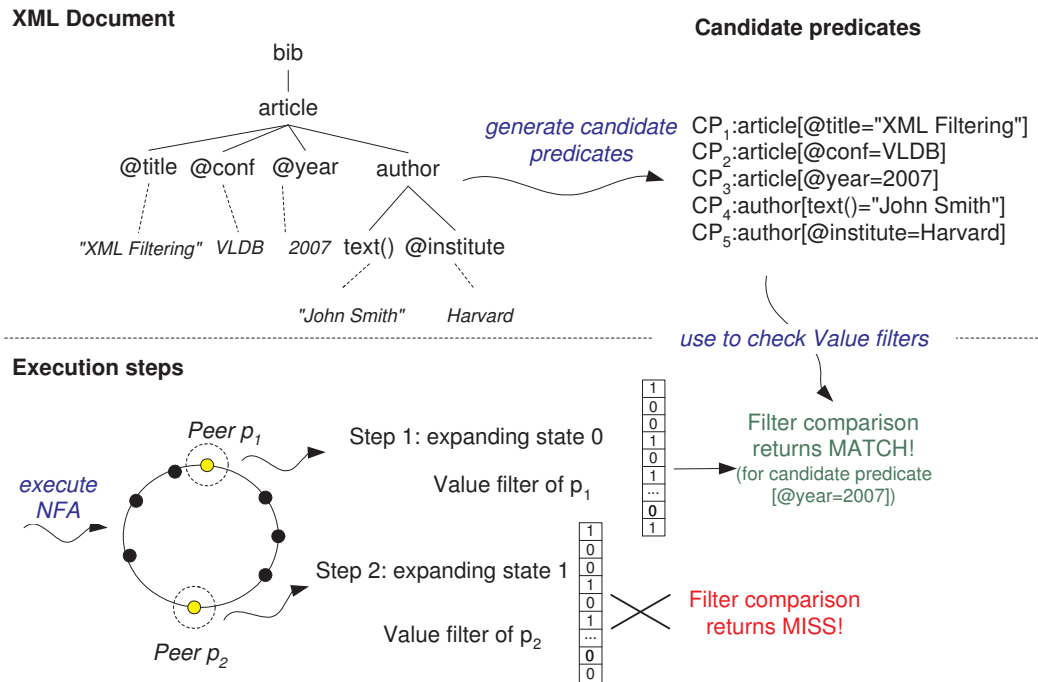 XML Document
Candidate predicates
bib
article
@title @conf @year author
"XML Filtering" VLDB 2007 text() @institute
"John Smith" Harvard
generate candidate
predicates
CP1:article[@title="XML Filtering"]
CP2:article[@conf=VLDB]
CP3:article[@year=2007]
CP4:author[text()="John Smith"]
CP5:author[@institute=Harvard]
use to check Value filters
Execution steps
execute
NFA
Peer p1
Peer p2
Step 1: expanding state 0
Value filter of p1
1
0
0
1
0
1
...
0
1
Filter comparison
returns MATCH!
(for candidate predicate
[@year=2007])
Step 2: expanding state 1
Value filter of p2
1
0
0
1
0
1
...
0
0
Filter comparison
returns MISS!